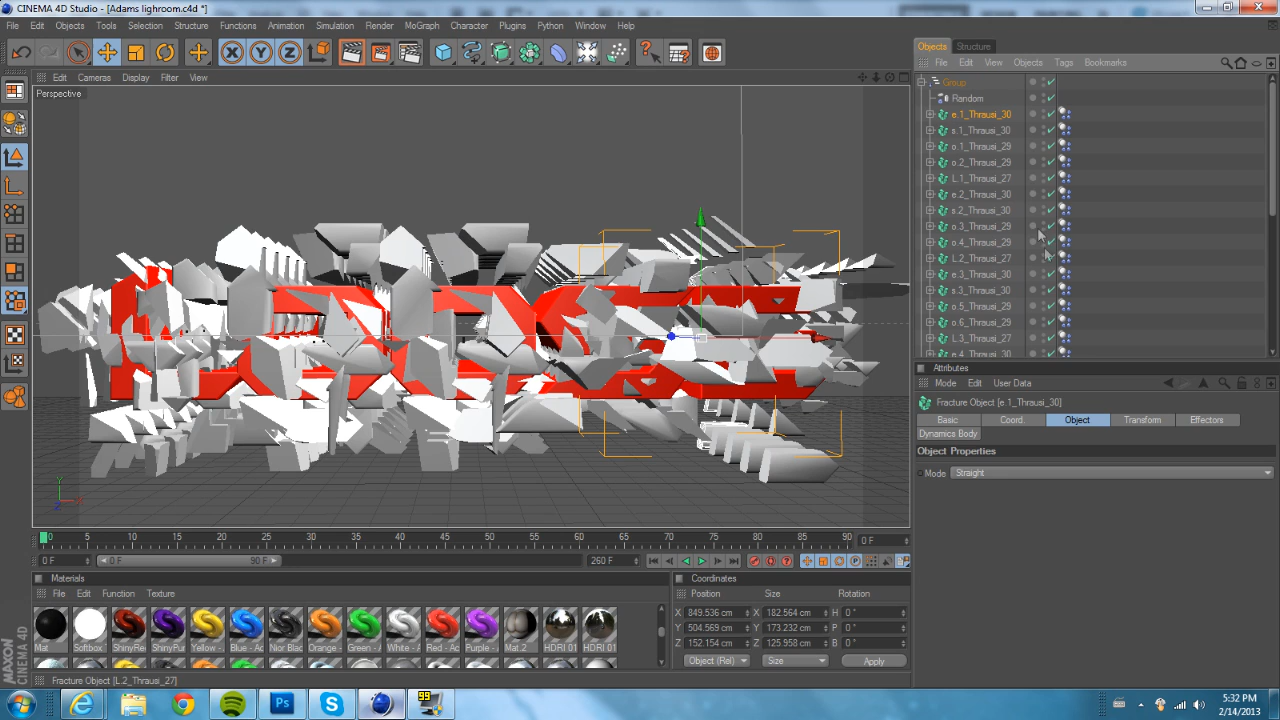 CINEMA 4D Studio - [Adams lighroom.c4d *]
File Edit Objects Tools Selection Structure Functions Animation Simulation Render MoGraph Character Plugins Python Window Help
Objects Structure
File Edit View Objects Tags Bookmarks
Edit Cameras Display Filter View
Perspective
Group
Random
e.1_Thrausi_30
s.1_Thrausi_30
o.1_Thrausi_29
o.2_Thrausi_29
L.1_Thrausi_27
e.2_Thrausi_30
s.2_Thrausi_30
o.3_Thrausi_29
o.4_Thrausi_29
L.2_Thrausi_27
e.3_Thrausi_30
s.3_Thrausi_30
o.5_Thrausi_29
o.6_Thrausi_29
L.3_Thrausi_27
e.4_Thrausi_30
Attributes
Mode Edit User Data
Fracture Object [e.1_Thrausi_30]
Basic Coord. Object Transform Effectors
Dynamics Body
Object Properties
Mode Straight
Y
0 5 10 15 20 25 30 35 40 45 50 55 60 65 70 75 80 85 90 0 F
0 F 0 F 90 F 260 F
Materials
File Edit Function Texture
Mat Softbox ShinyRe ShinyPur Yellow - Blue - Ac Nior Blac Orange - Green - A White - A Red - Ac Purple - A Mat.2 HDRI 01 HDRI 01
Coordinates
Position Size Rotation
X 849.536 cm X 182.564 cm H 0 °
Y 504.569 cm Y 173.232 cm P 0 °
Z 152.154 cm Z 125.958 cm B 0 °
Object (Rel) Size Apply
MAXON CINEMA 4D
Fracture Object [L.2_Thrausi_27]
Ps
99
5:32 PM
2/14/2013